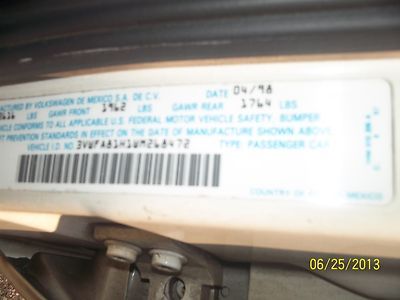 ACTURED BY VOLKSWAGEN DE MEXICO S.A. DE C.V. DATE 04/98
LBS GAWR FRONT 1962 LBS GAWR REAR 1764 LBS
VEHICLE CONFORMS TO ALL APPLICABLE U.S. FEDERAL MOTOR VEHICLE SAFETY, BUMPER
FT PREVENTION STANDARDS IN EFFECT ON THE DATE OF MANUFACTURE SHOWN ABOVE
VEHICLE I.D. NO. 3VWFA81H1WM268472 TYPE: PASSENGER CAR
COUNTRY OF MEXICO
06/25/2013